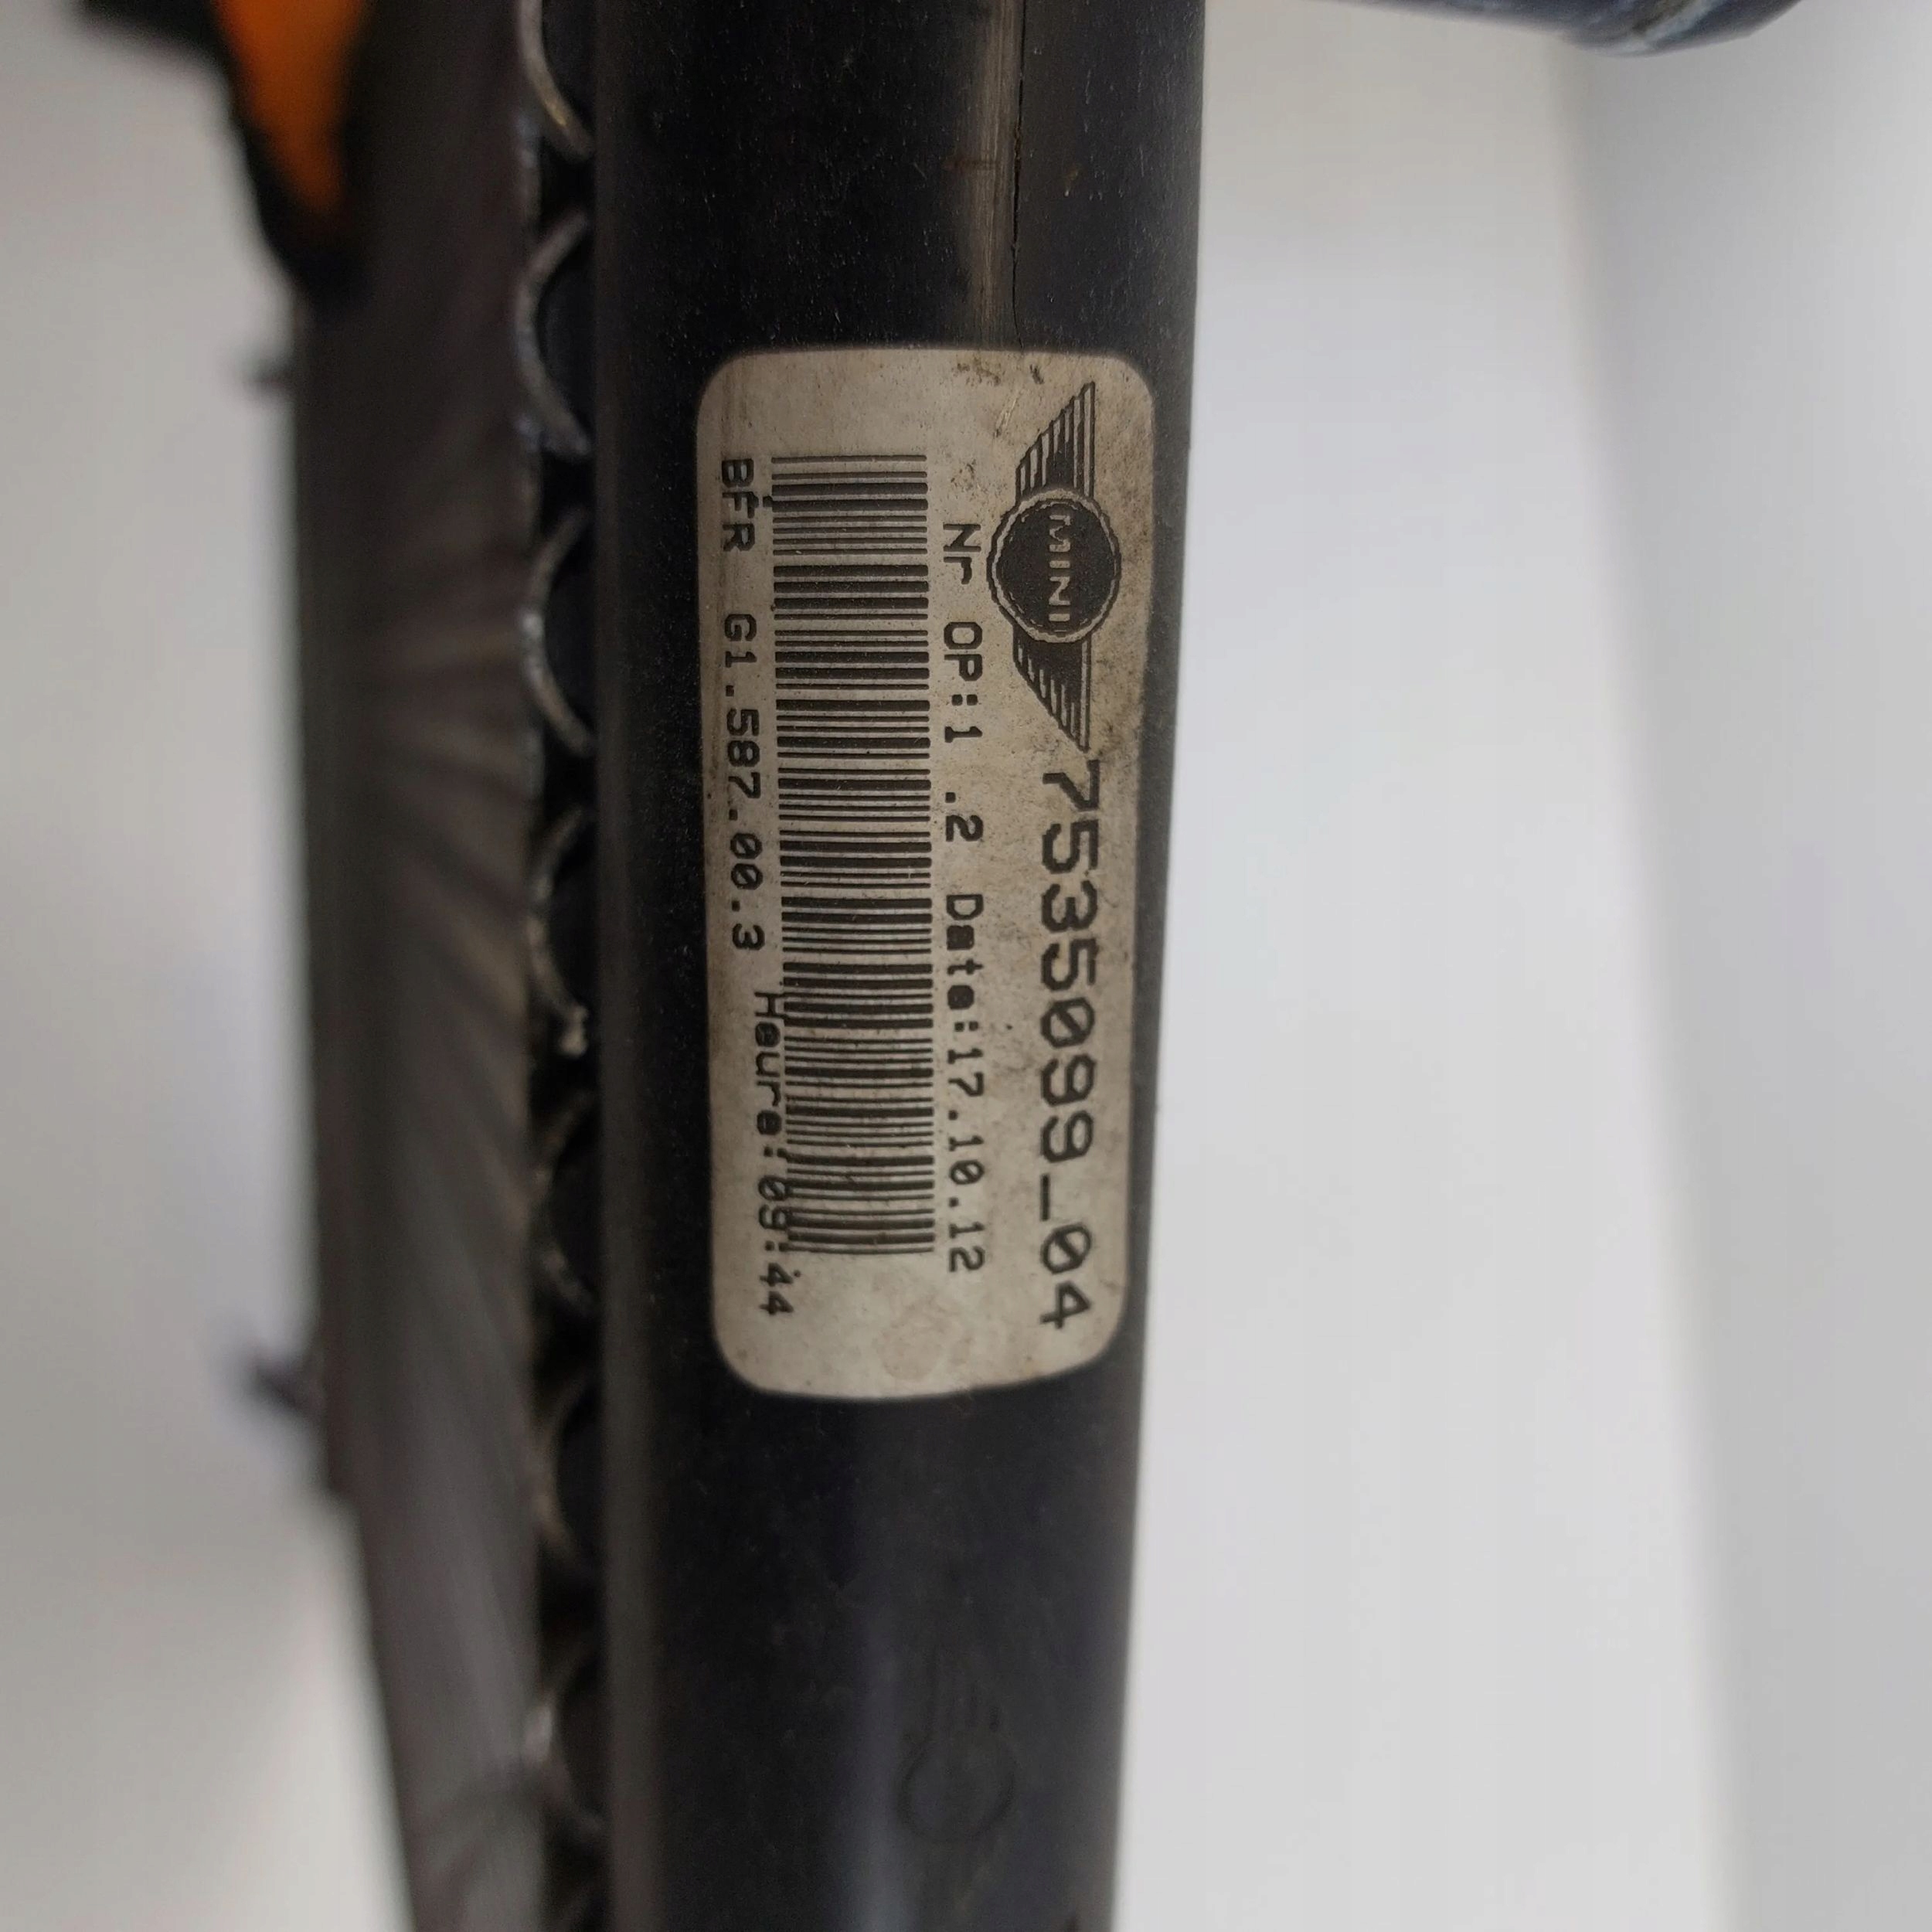 MINI
7535099_04
Nr OP:1 .2 Date:17.10.12
BFR G1.587.00.3 Heure:09:44